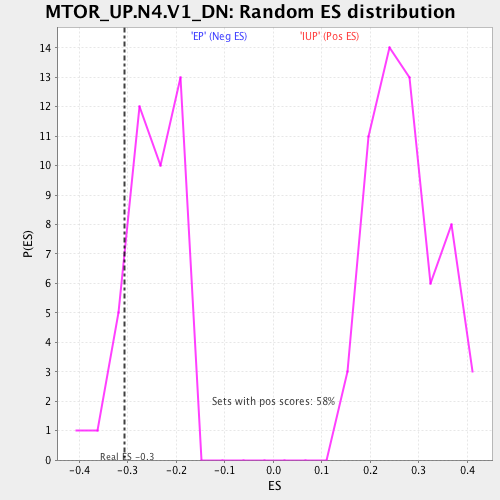 MTOR_UP.N4.V1_DN: Random ES distribution
'EP' (Neg ES)
'IUP' (Pos ES)
14
13
12
11
10
9
8
7
6
5
4
3
2
1
0
P(ES)
Sets with pos scores: 58%
Real ES -0.3
-0.4 -0.3 -0.2 -0.1 0.0 0.1 0.2 0.3 0.4
ES